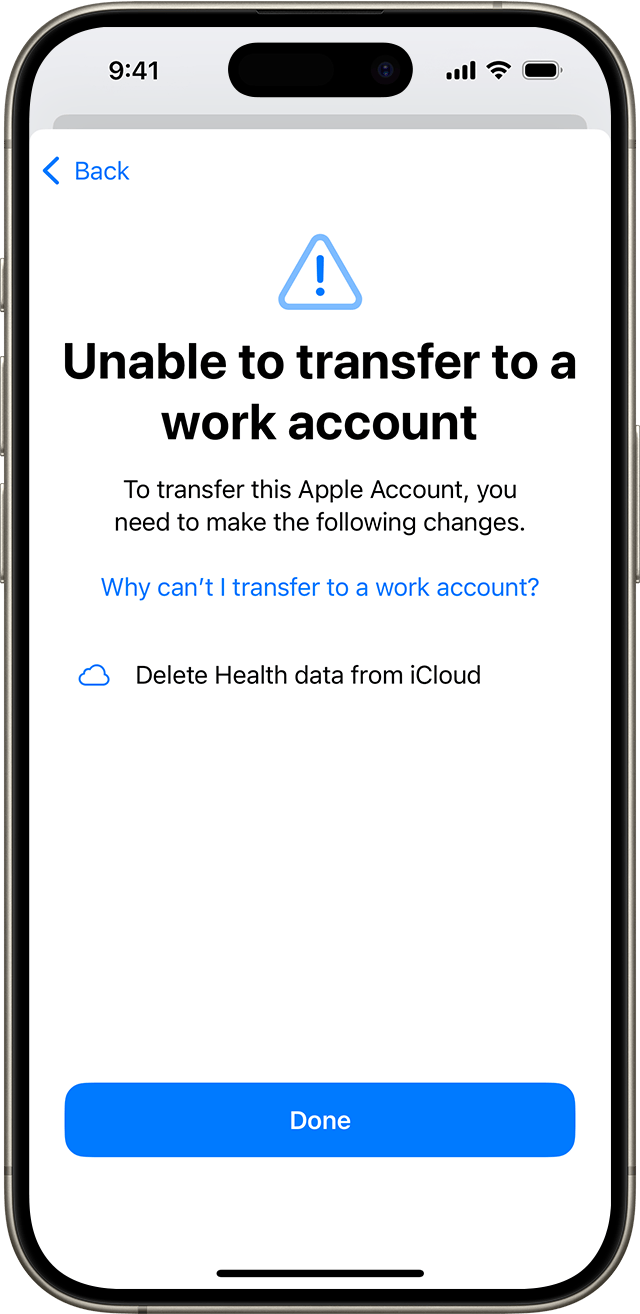 9:41
Back
Unable to transfer to a
work account
To transfer this Apple Account, you
need to make the following changes.
Why can’t I transfer to a work account?
Delete Health data from iCloud
Done